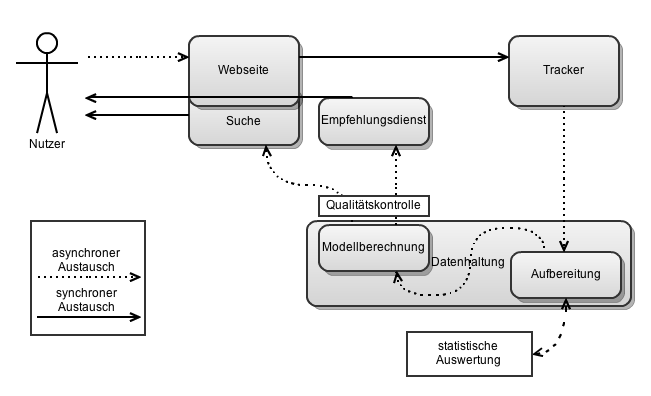 Webseite
Tracker
Suche
Empfehlungsdienst
Nutzer
Qualitätskontrolle
Modellberechnung
Datenhaltung
Aufbereitung
asynchroner
Austausch
synchroner
Austausch
statistische
Auswertung